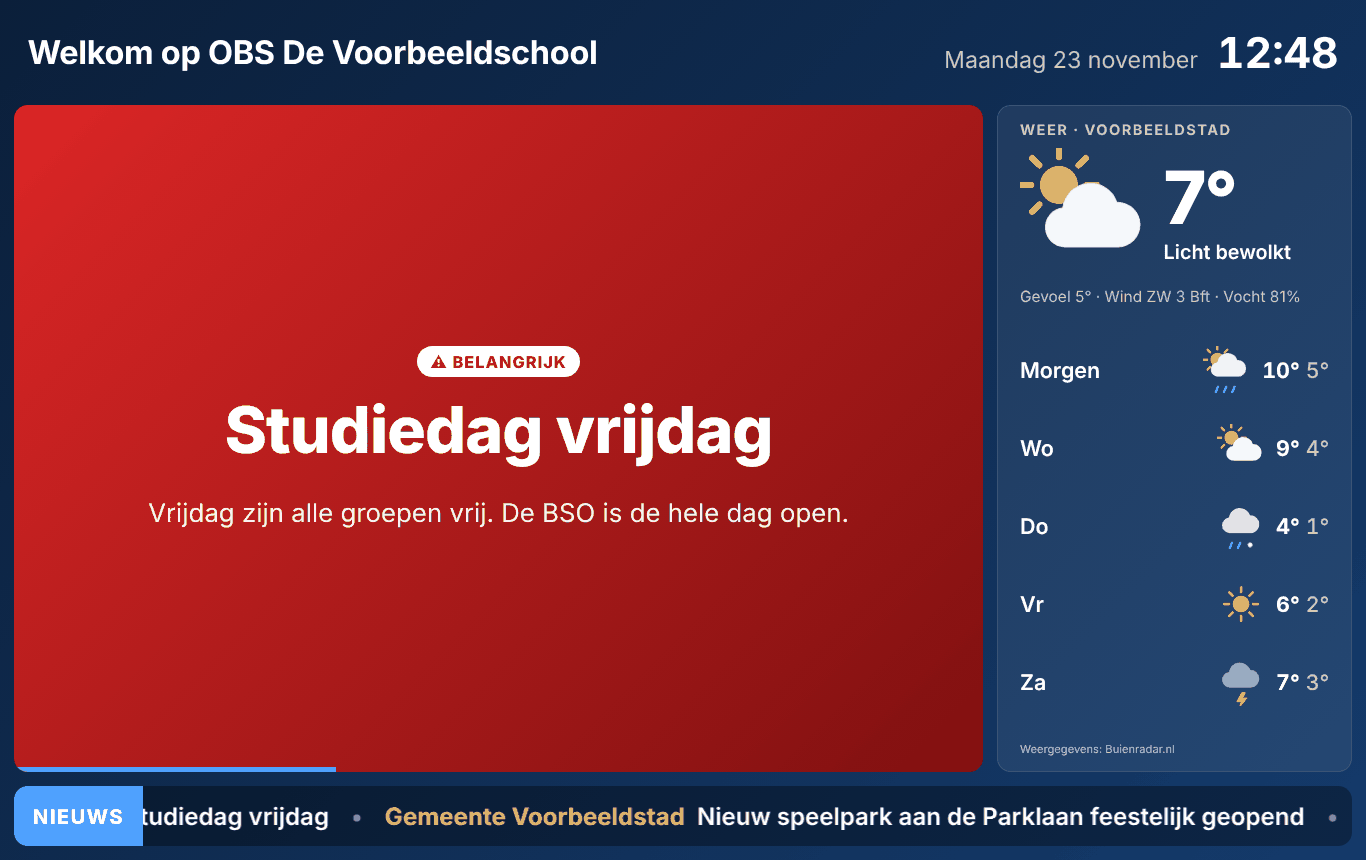 Welkom op OBS De Voorbeeldschool
Maandag 23 november 12:48
WEER · VOORBEELDSTAD
7°
Licht bewolkt
Gevoel 5° · Wind ZW 3 Bft · Vocht 81%
Morgen 10° 5°
Wo 9° 4°
Do 4° 1°
Vr 6° 2°
Za 7° 3°
Weergegevens: Buienradar.nl
BELANGRIJK
Studiedag vrijdag
Vrijdag zijn alle groepen vrij. De BSO is de hele dag open.
NIEUWS tudiedag vrijdag • Gemeente Voorbeeldstad Nieuw speelpark aan de Parklaan feestelijk geopend •